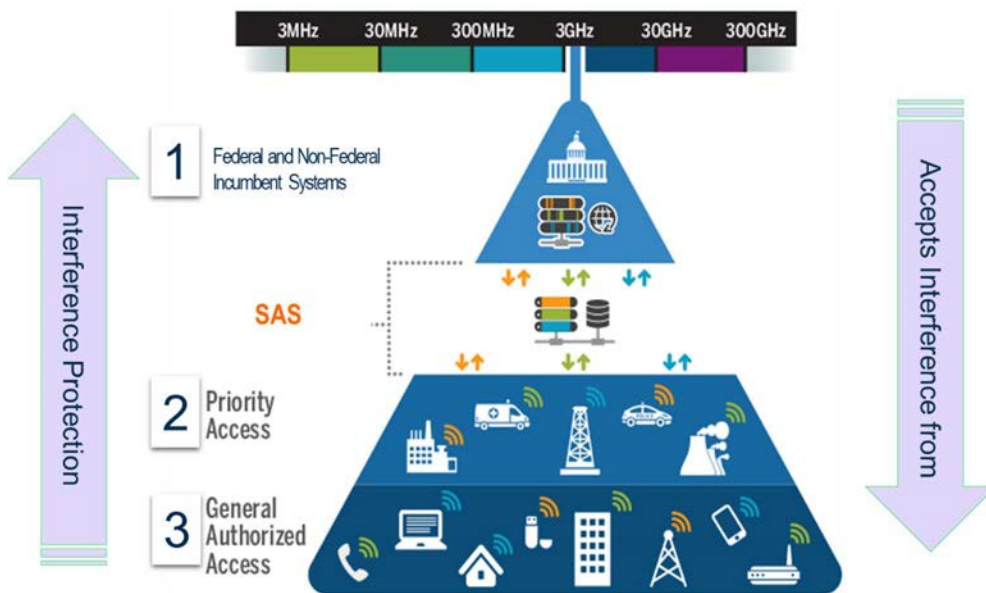 3MHz 30MHz 300MHz 3GHz 30GHz 300GHz
1
Federal and Non-Federal
Incumbent Systems
Interference Protection
Accepts Interference from
SAS
2
Priority
Access
3
General
Authorized
Access